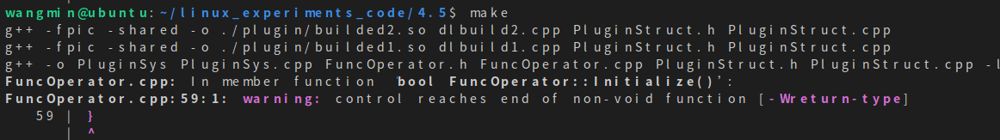 wangmin@ubuntu:~/linux_experiments_code/4.5$ make
g++ -fpic -shared -o ./plugin/builded2.so dlbuild2.cpp PluginStruct.h PluginStruct.cpp
g++ -fpic -shared -o ./plugin/builded1.so dlbuild1.cpp PluginStruct.h PluginStruct.cpp
g++ -o PluginSys PluginSys.cpp FuncOperator.h FuncOperator.cpp PluginStruct.h PluginStruct.cpp -l
FuncOperator.cpp: In member function ‘bool FuncOperator::Initialize()’:
FuncOperator.cpp:59:1: warning: control reaches end of non-void function [-Wreturn-type]
59 | }
| ^